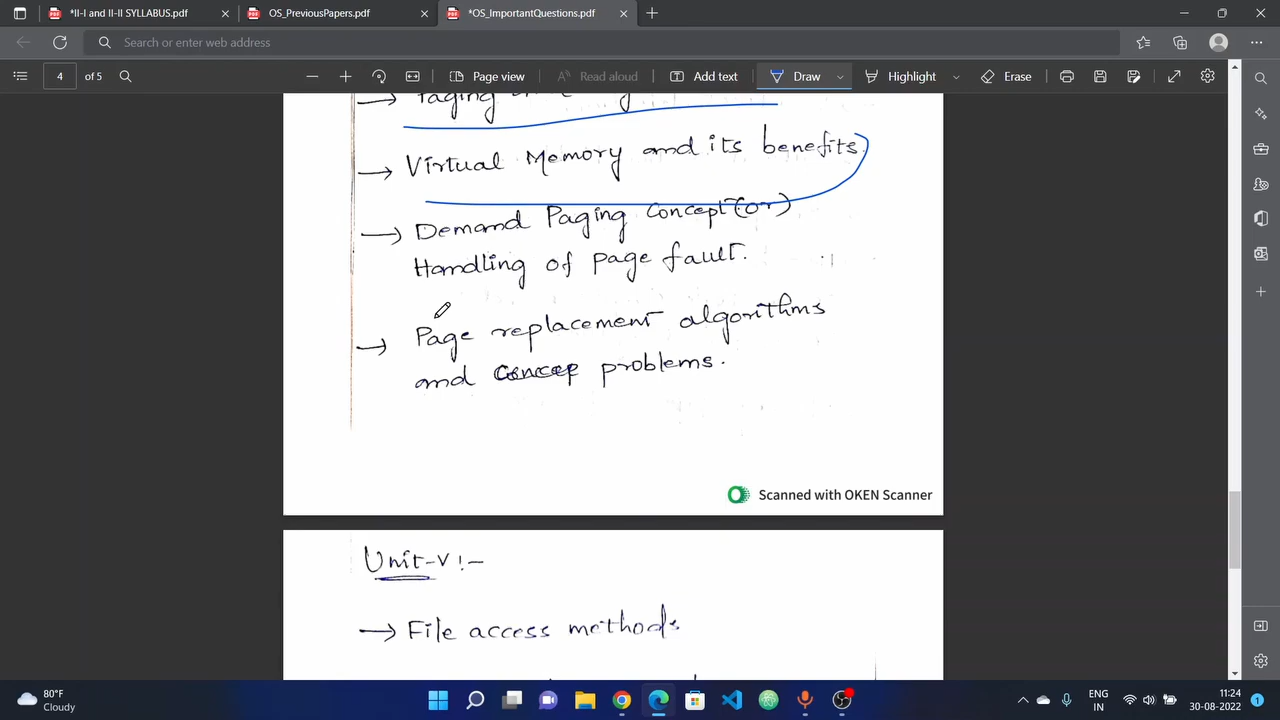 *II-I and II-II SYLLABUS.pdf
OS_PreviousPapers.pdf
*OS_ImportantQuestions.pdf
Search or enter web address
4 of 5
Page view
Read aloud
Add text
Draw
Highlight
Erase
→ Paging
→ Virtual Memory and its benefits.
→ Demand Paging Concept (or)
Handling of page fault.
→ Page replacement algorithms
and problems.
Scanned with OKEN Scanner
Unit-V :-
→ File access methods
80°F
Cloudy
ENG
IN
11:24
30-08-2022
1